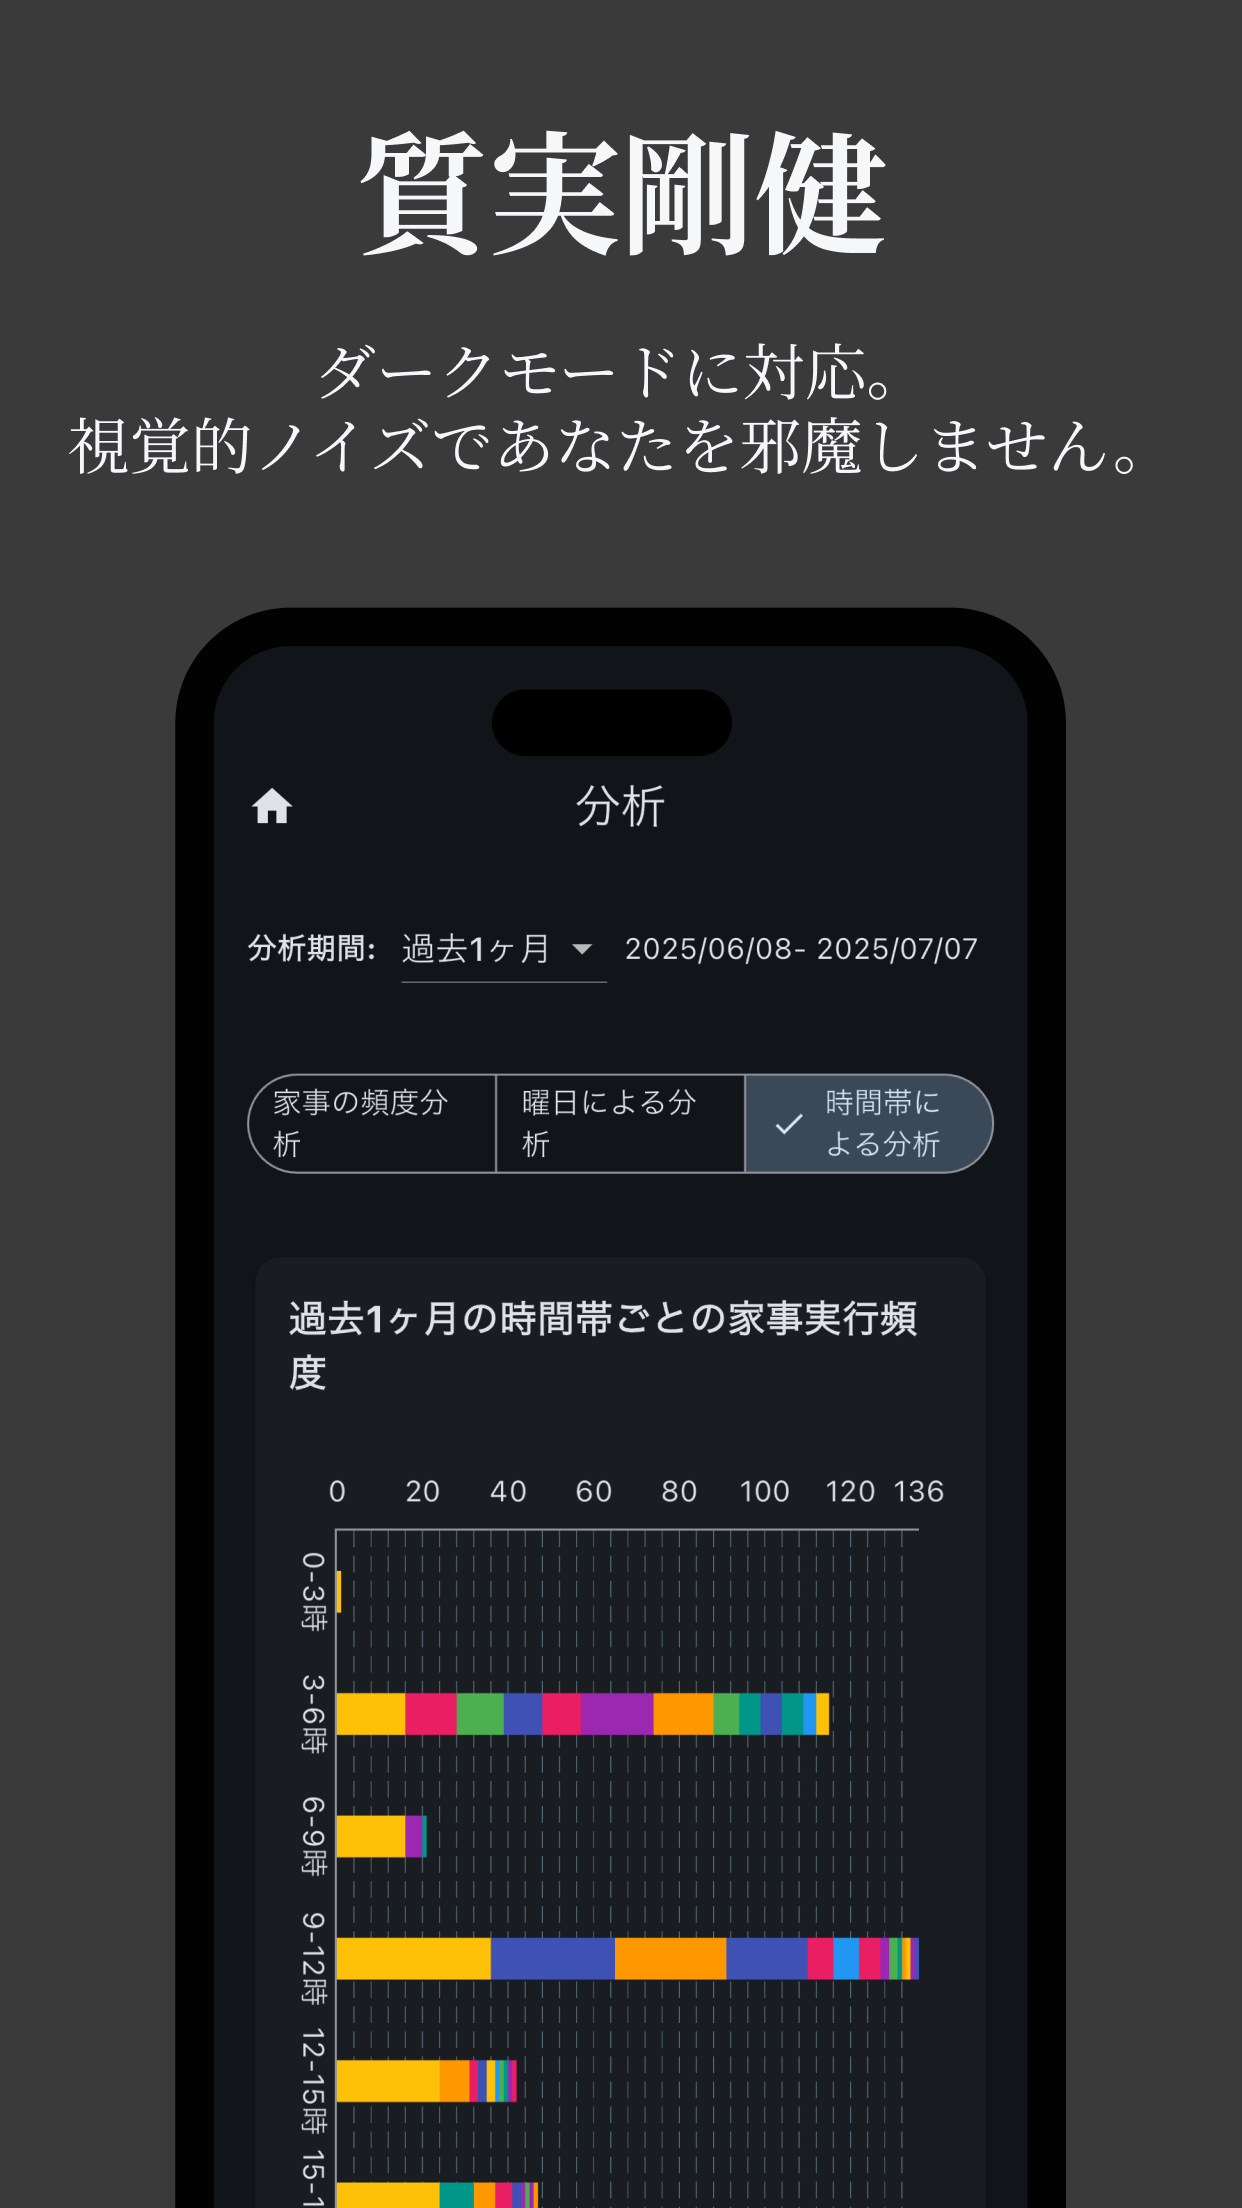 質実剛健
ダークモードに対応。
視覚的ノイズであなたを邪魔しません。
分析
分析期間: 過去1ヶ月 2025/06/08- 2025/07/07
家事の頻度分
析
曜日による分
析
時間帯に
よる分析
過去1ヶ月の時間帯ごとの家事実行頻
度
0 20 40 60 80 100 120 136
0-3時
3-6時
6-9時
9-12時
12-15時
15-1